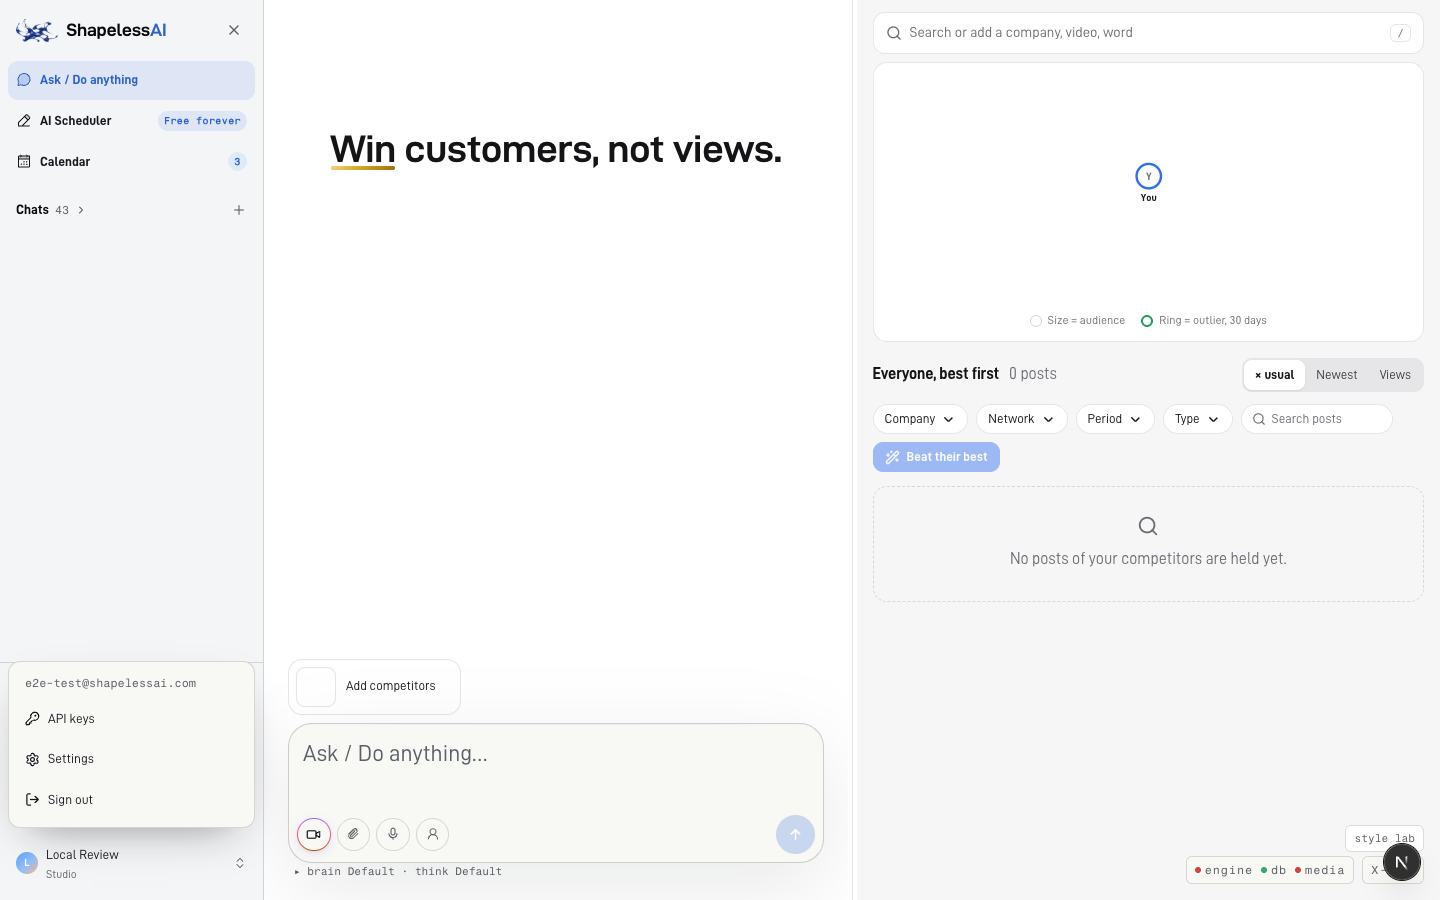 ShapelessAI
Ask / Do anything
AI Scheduler
Free forever
Calendar
3
Chats 43
e2e-test@shapelessai.com
API keys
Settings
Sign out
L
Local Review
Studio
Win customers, not views.
Add competitors
Ask / Do anything...
▸ brain Default · think Default
Search or add a company, video, word
/
Y
You
Size = audience
Ring = outlier, 30 days
Everyone, best first 0 posts
× usual
Newest
Views
Company
Network
Period
Type
Search posts
Beat their best
No posts of your competitors are held yet.
style lab
engine db media
N